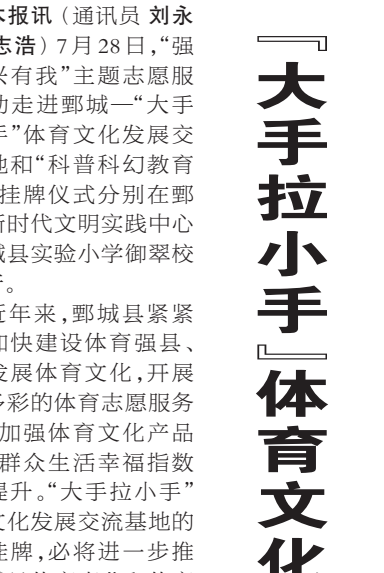 『大手拉小手』体育文化
本报讯（通讯员 刘永
志浩）7月28日,“强
兴有我”主题志愿服
动走进鄄城—“大手
手”体育文化发展交
地和“科普科幻教育
挂牌仪式分别在鄄
新时代文明实践中心
城县实验小学御翠校
行。
近年来,鄄城县紧紧
加快建设体育强县、
发展体育文化,开展
多彩的体育志愿服务
加强体育文化产品
群众生活幸福指数
提升。“大手拉小手”
文化发展交流基地的
挂牌,必将进一步推